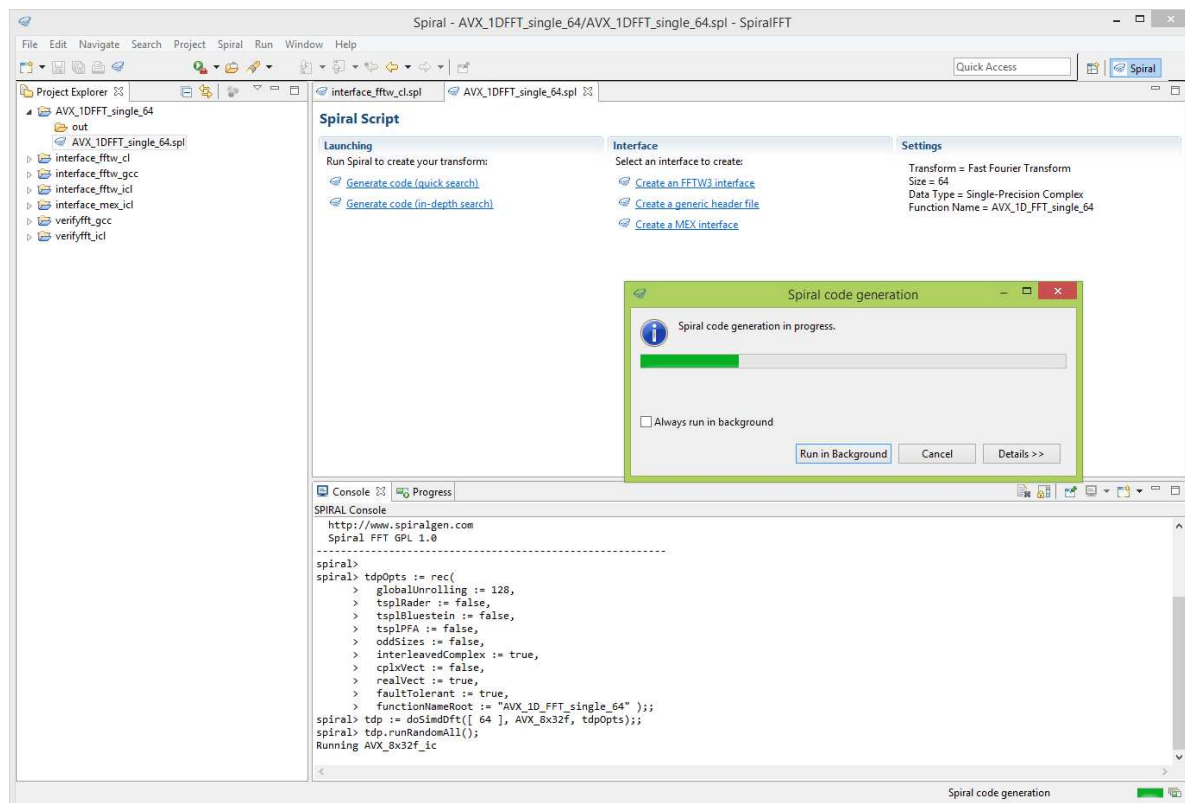 Spiral - AVX_1DFFT_single_64/AVX_1DFFT_single_64.spl - SpiralFFT
File Edit Navigate Search Project Spiral Run Window Help
Quick Access
Spiral
Project Explorer
interface_fftw_cl.spl
AVX_1DFFT_single_64.spl
AVX_1DFFT_single_64
out
AVX_1DFFT_single_64.spl
interface_fftw_cl
interface_fftw_gcc
interface_fftw_icl
interface_mex_icl
verifyfft_gcc
verifyfft_icl
Spiral Script
Launching
Run Spiral to create your transform:
Generate code (quick search)
Generate code (in-depth search)
Interface
Select an interface to create:
Create an FFTW3 interface
Create a generic header file
Create a MEX interface
Settings
Transform = Fast Fourier Transform
Size = 64
Data Type = Single-Precision Complex
Function Name = AVX_1D_FFT_single_64
Spiral code generation
Spiral code generation in progress.
Always run in background
Run in Background
Cancel
Details >>
Console
Progress
SPIRAL Console
http://www.spiralgen.com
Spiral FFT GPL 1.0
------------------------------------------------------------
spiral>
spiral> tdpOpts := rec(
> globalUnrolling := 128,
> tsplRader := false,
> tsplBluestein := false,
> tsplPFA := false,
> oddSizes := false,
> interleavedComplex := true,
> cplxVect := false,
> realVect := true,
> faultTolerant := true,
> functionNameRoot := "AVX_1D_FFT_single_64" );;
spiral> tdp := doSimdDft([ 64 ], AVX_8x32f, tdpOpts);;
spiral> tdp.runRandomAll();
Running AVX_8x32f_ic
Spiral code generation